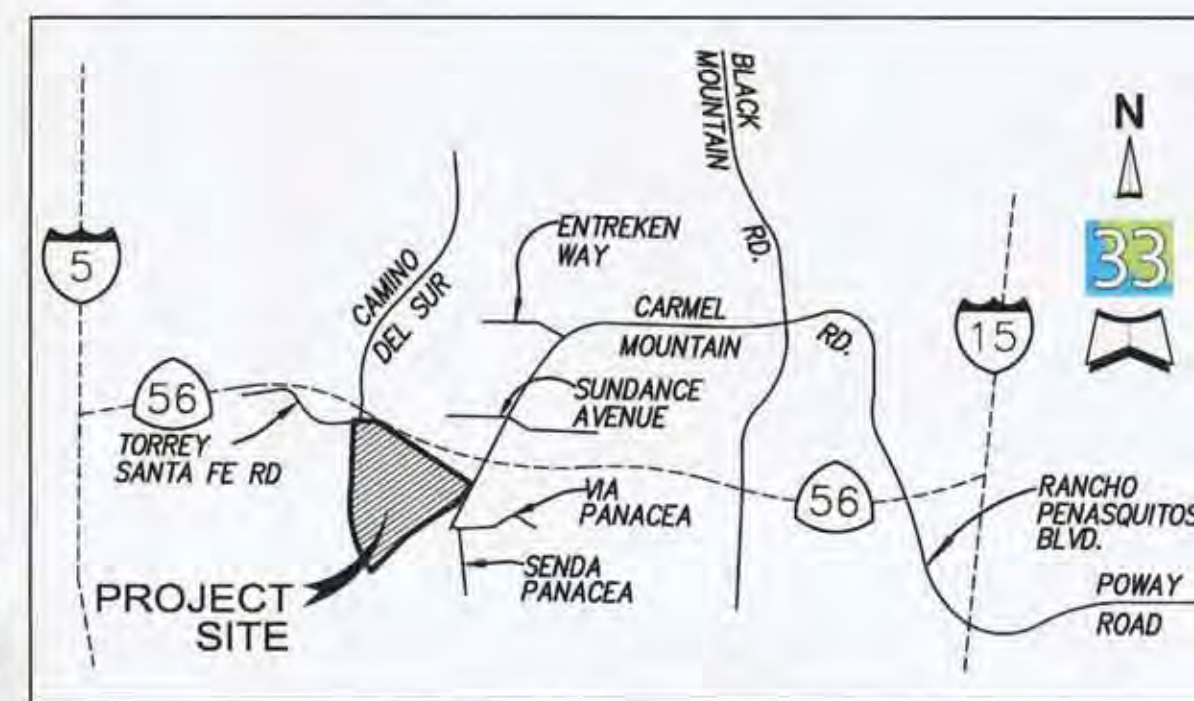 BLACK
MOUNTAIN
RD.
N
33
5
CAMINO
DEL SUR
ENTREKEN
WAY
CARMEL
MOUNTAIN
RD.
15
56
TORREY
SANTA FE RD
SUNDANCE
AVENUE
VIA
PANACEA
56
RANCHO
PENASQUITOS
BLVD.
SENDA
PANACEA
PROJECT
SITE
POWAY
ROAD